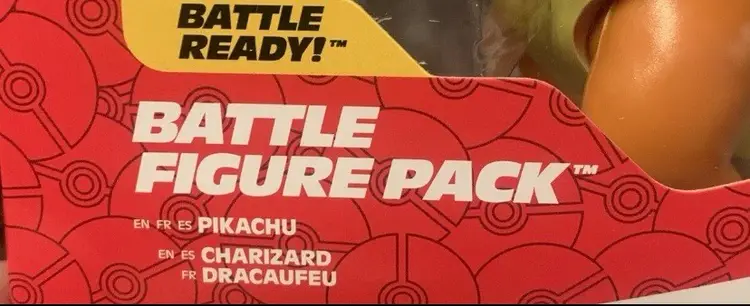 BATTLE
READY!™
BATTLE
FIGURE PACK™
EN FR ES PIKACHU
EN ES CHARIZARD
FR DRACAUFEU